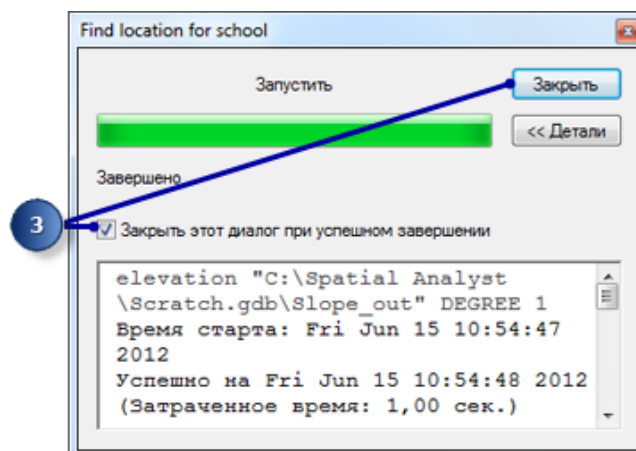 Find location for school
Запустить
Закрыть
<< Детали
Завершено
3
Закрыть этот диалог при успешном завершении
elevation "C:\Spatial Analyst
\Scratch.gdb\Slope_out" DEGREE 1
Время старта: Fri Jun 15 10:54:47
2012
Успешно на Fri Jun 15 10:54:48 2012
(Затраченное время: 1,00 сек.)